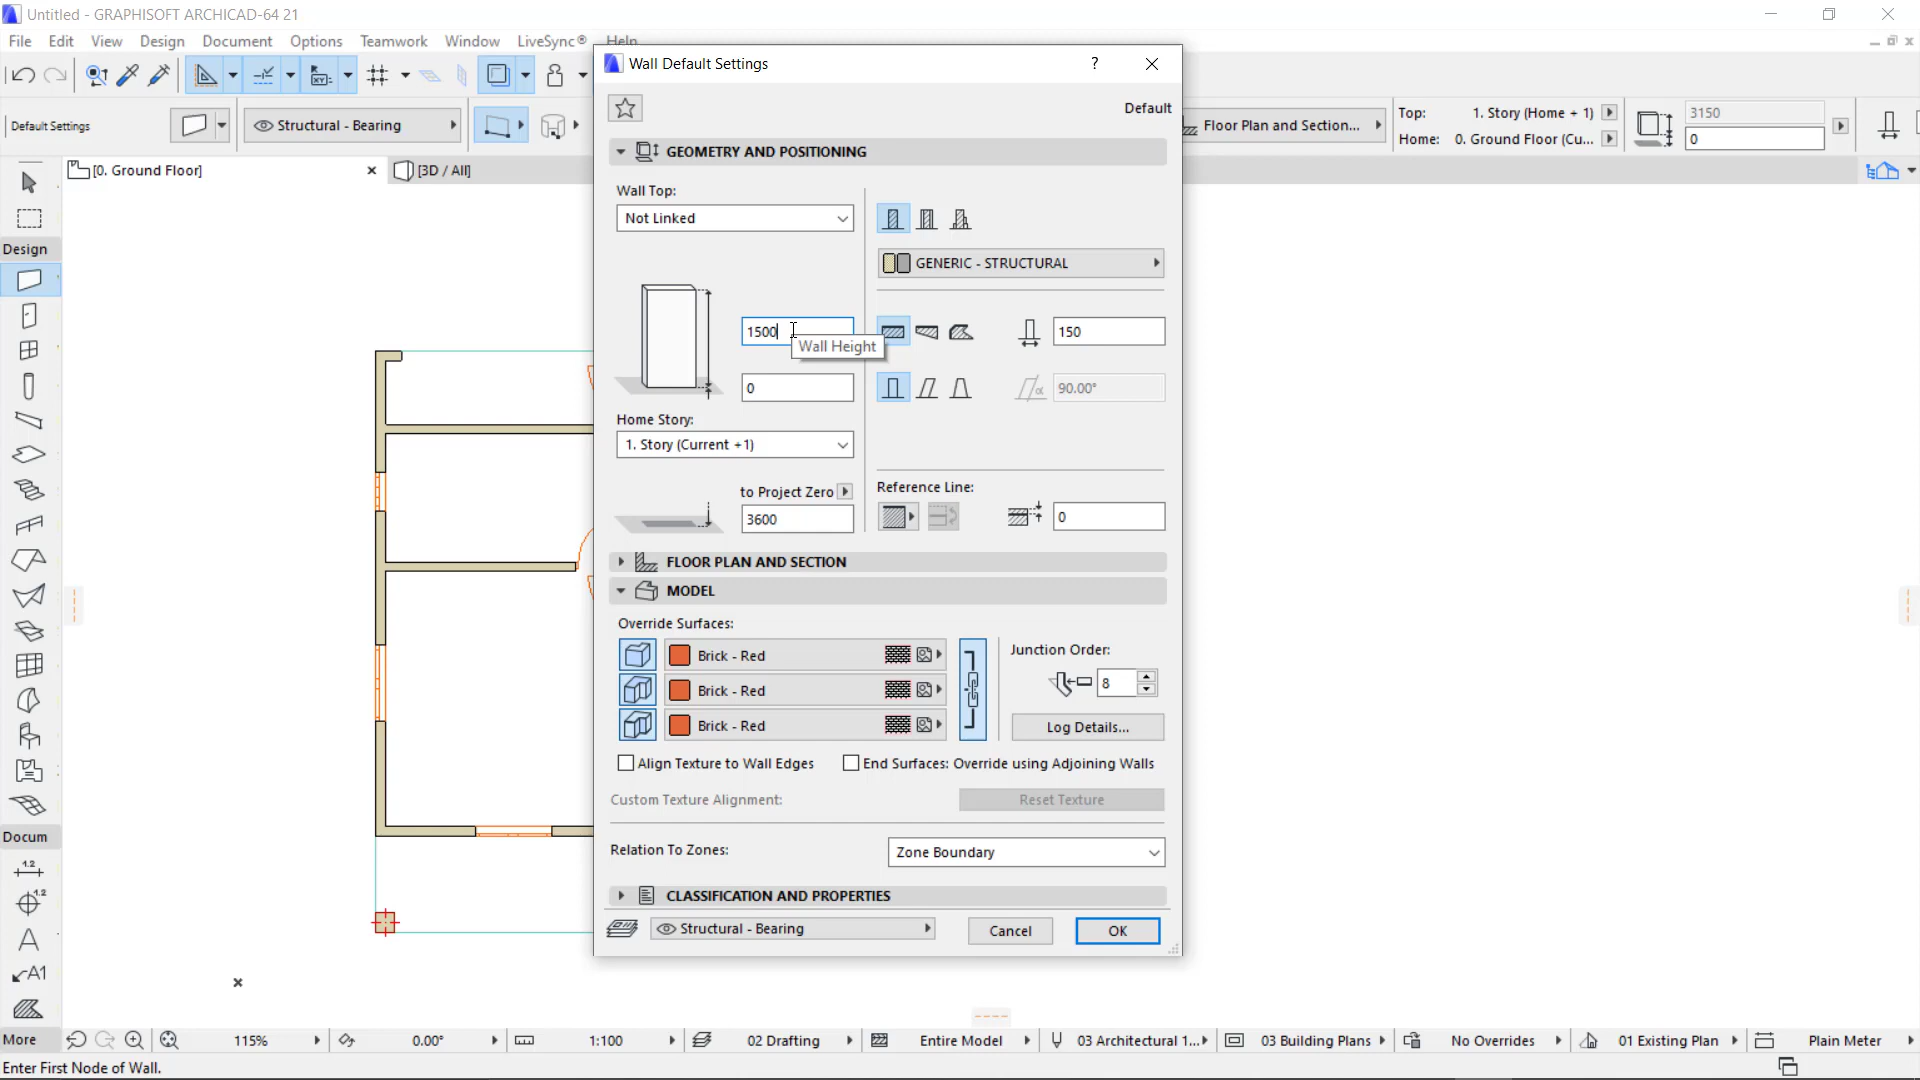 Untitled - GRAPHISOFT ARCHICAD-64 21
File Edit View Design Document Options Teamwork Window LiveSync® Help
Default Settings
Structural - Bearing
Floor Plan and Section...
Top: 1. Story (Home + 1)
Home: 0. Ground Floor (Cu...
3150
0
[0. Ground Floor]
[3D / All]
Design
Docum
1.2
1.2
A
A1
More
Wall Default Settings
?
Default
GEOMETRY AND POSITIONING
Wall Top:
Not Linked
GENERIC - STRUCTURAL
1500
Wall Height
150
0
90.00°
Home Story:
1. Story (Current +1)
to Project Zero
3600
Reference Line:
0
FLOOR PLAN AND SECTION
MODEL
Override Surfaces:
Brick - Red
Brick - Red
Brick - Red
Junction Order:
8
Log Details...
Align Texture to Wall Edges
End Surfaces: Override using Adjoining Walls
Custom Texture Alignment:
Reset Texture
Relation To Zones:
Zone Boundary
CLASSIFICATION AND PROPERTIES
Structural - Bearing
Cancel
OK
115%
0.00°
1:100
02 Drafting
Entire Model
03 Architectural 1...
03 Building Plans
No Overrides
01 Existing Plan
Plain Meter
Enter First Node of Wall.